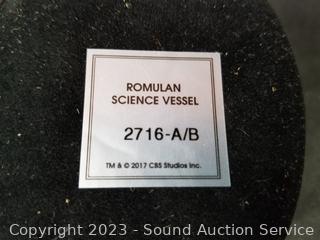 ROMULAN
SCIENCE VESSEL
2716-A/B
TM & © 2017 CBS Studios Inc.
Copyright 2023 - Sound Auction Service